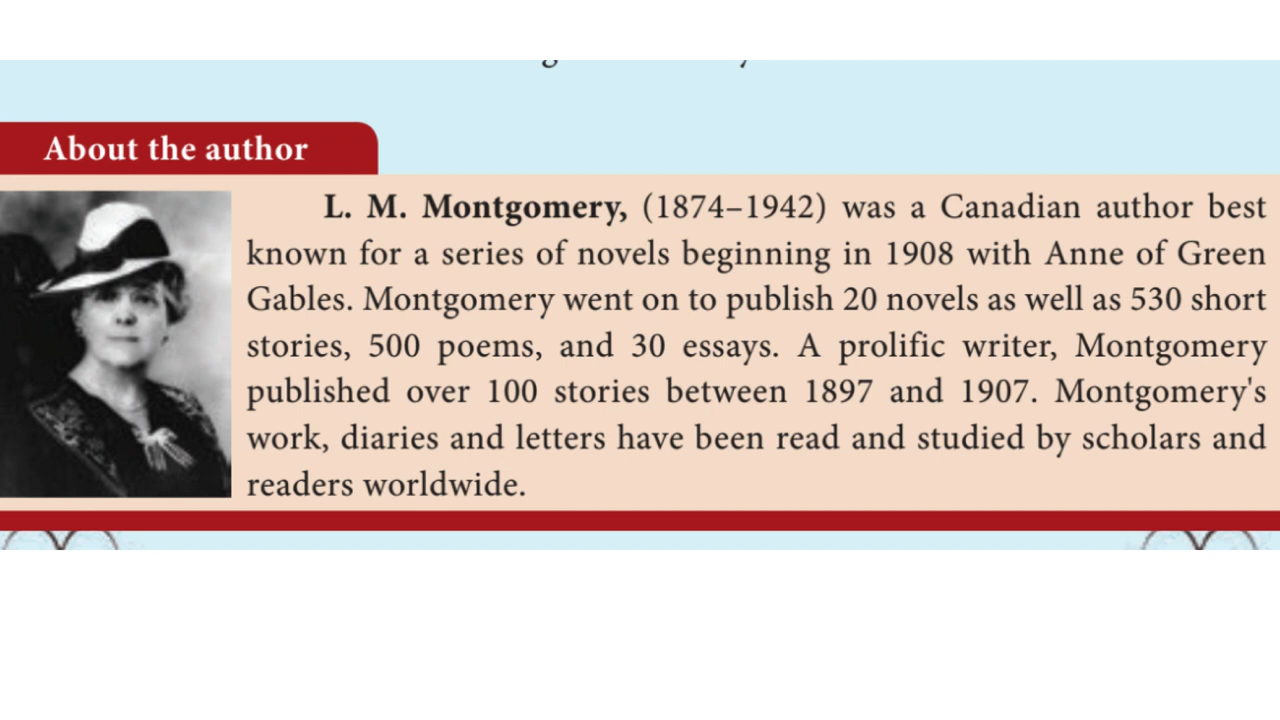 About the author
L. M. Montgomery, (1874–1942) was a Canadian author best
known for a series of novels beginning in 1908 with Anne of Green
Gables. Montgomery went on to publish 20 novels as well as 530 short
stories, 500 poems, and 30 essays. A prolific writer, Montgomery
published over 100 stories between 1897 and 1907. Montgomery's
work, diaries and letters have been read and studied by scholars and
readers worldwide.